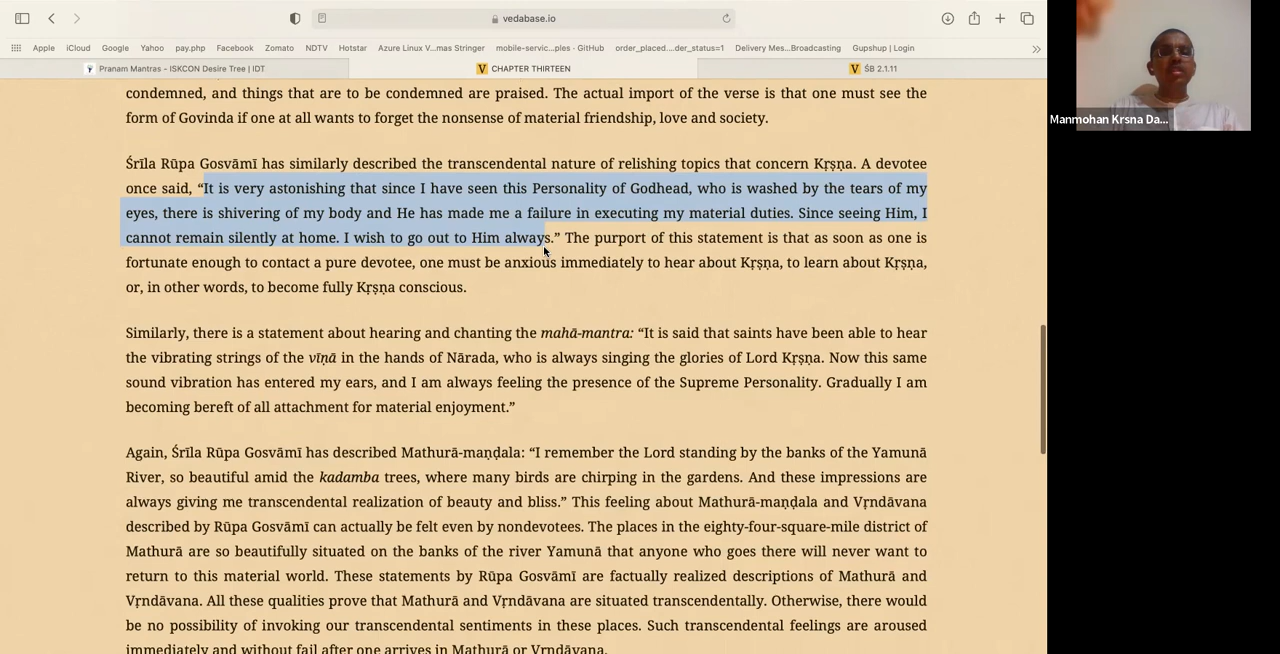 vedabase.io
Apple iCloud Google Yahoo pay.php Facebook Zomato NDTV Hotstar Azure Linux V...mas Stringer mobile-servic...ples · GitHub order_placed....der_status=1 Delivery Mes...Broadcasting Gupshup | Login
Pranam Mantras – ISKCON Desire Tree | IDT
CHAPTER THIRTEEN
ŚB 2.1.11
condemned, and things that are to be condemned are praised. The actual import of the verse is that one must see the
form of Govinda if one at all wants to forget the nonsense of material friendship, love and society.
Śrīla Rūpa Gosvāmī has similarly described the transcendental nature of relishing topics that concern Kṛṣṇa. A devotee
once said, “It is very astonishing that since I have seen this Personality of Godhead, who is washed by the tears of my
eyes, there is shivering of my body and He has made me a failure in executing my material duties. Since seeing Him, I
cannot remain silently at home. I wish to go out to Him always.” The purport of this statement is that as soon as one is
fortunate enough to contact a pure devotee, one must be anxious immediately to hear about Kṛṣṇa, to learn about Kṛṣṇa,
or, in other words, to become fully Kṛṣṇa conscious.
Similarly, there is a statement about hearing and chanting the mahā-mantra: “It is said that saints have been able to hear
the vibrating strings of the vīṇā in the hands of Nārada, who is always singing the glories of Lord Kṛṣṇa. Now this same
sound vibration has entered my ears, and I am always feeling the presence of the Supreme Personality. Gradually I am
becoming bereft of all attachment for material enjoyment.”
Again, Śrīla Rūpa Gosvāmī has described Mathurā-maṇḍala: “I remember the Lord standing by the banks of the Yamunā
River, so beautiful amid the kadamba trees, where many birds are chirping in the gardens. And these impressions are
always giving me transcendental realization of beauty and bliss.” This feeling about Mathurā-maṇḍala and Vṛndāvana
described by Rūpa Gosvāmī can actually be felt even by nondevotees. The places in the eighty-four-square-mile district of
Mathurā are so beautifully situated on the banks of the river Yamunā that anyone who goes there will never want to
return to this material world. These statements by Rūpa Gosvāmī are factually realized descriptions of Mathurā and
Vṛndāvana. All these qualities prove that Mathurā and Vṛndāvana are situated transcendentally. Otherwise, there would
be no possibility of invoking our transcendental sentiments in these places. Such transcendental feelings are aroused
immediately and without fail after one arrives in Mathurā or Vṛndāvana.
Manmohan Krsna Da...